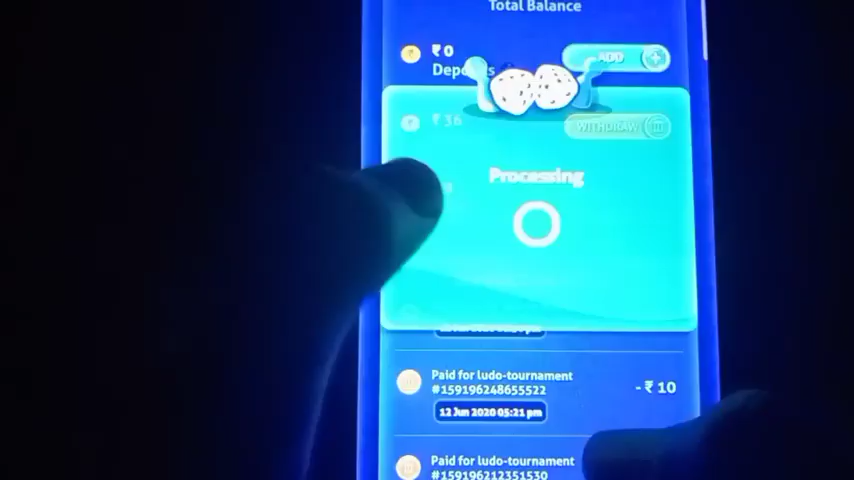 Total Balance
₹ 0
ADD
₹ 36
WITHDRAW
Processing
Paid for ludo-tournament
#159196248655522
- ₹ 10
12 Jun 2020 05:21 pm
Paid for ludo-tournament
#159196212351530